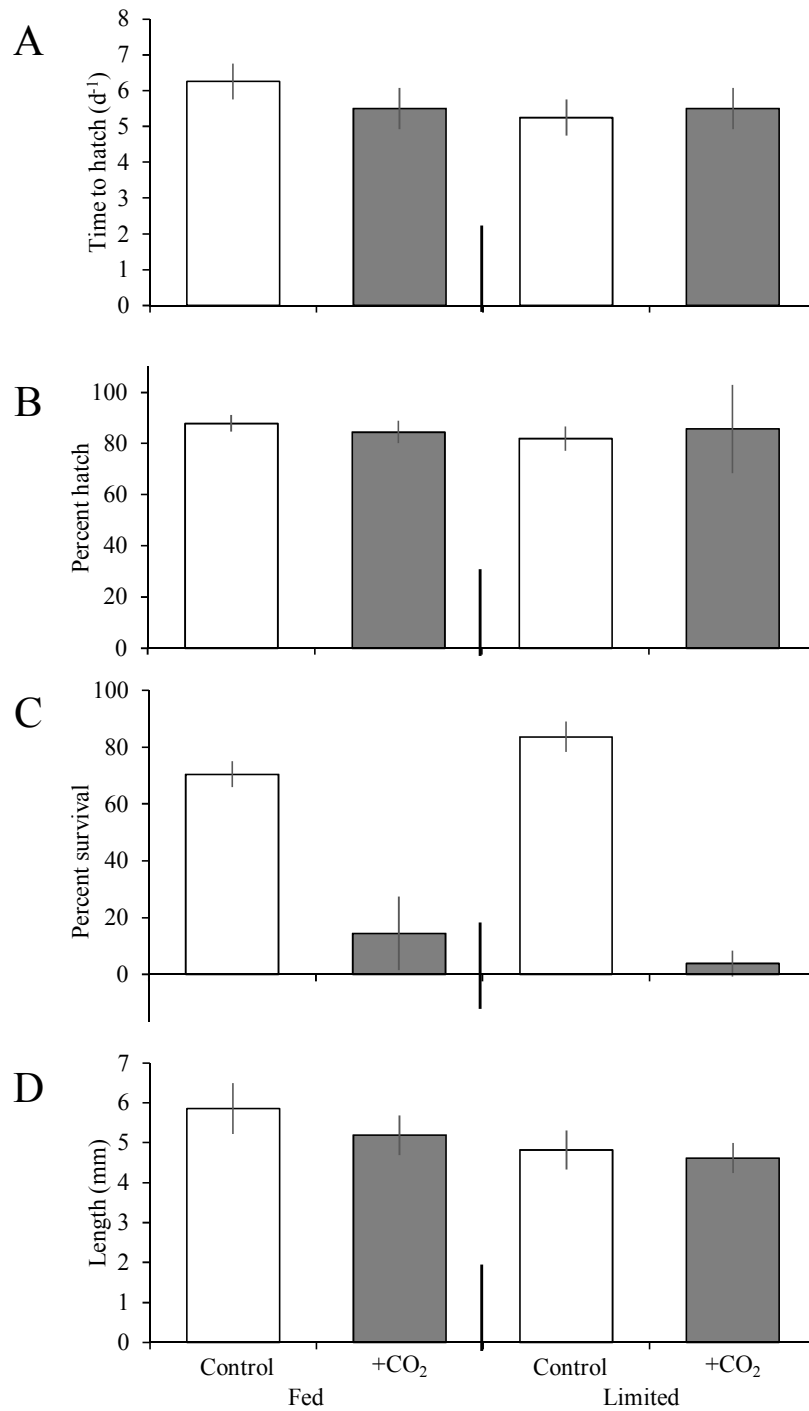 A
Time to hatch (d⁻¹)
8
7
6
5
4
3
2
1
0
B
Percent hatch
100
80
60
40
20
0
C
Percent survival
100
80
60
40
20
0
D
Length (mm)
7
6
5
4
3
2
1
0
Control +CO₂ Control +CO₂
Fed Limited